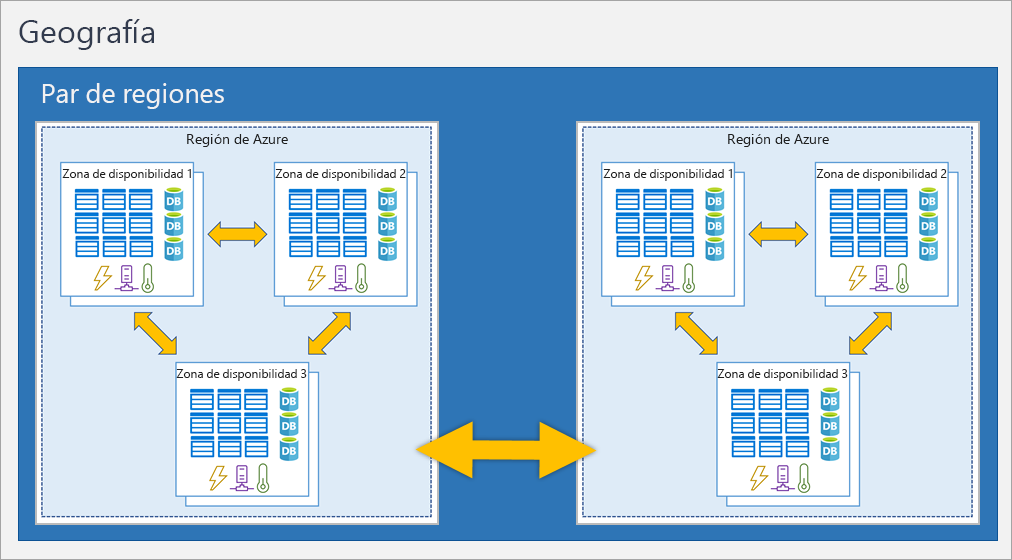 Geografía
Par de regiones
Región de Azure
Zona de disponibilidad 1
DB
DB
DB
Zona de disponibilidad 2
DB
DB
DB
Zona de disponibilidad 3
DB
DB
DB
Región de Azure
Zona de disponibilidad 1
DB
DB
DB
Zona de disponibilidad 2
DB
DB
DB
Zona de disponibilidad 3
DB
DB
DB